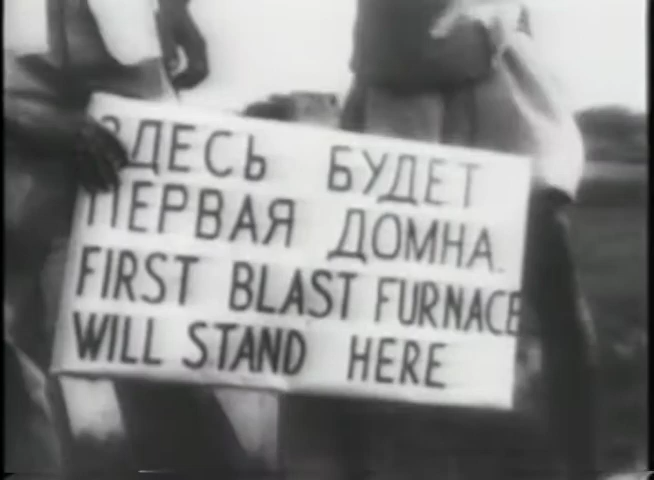 ЗДЕСЬ БУДЕТ
ПЕРВАЯ ДОМНА.
FIRST BLAST FURNACE
WILL STAND HERE